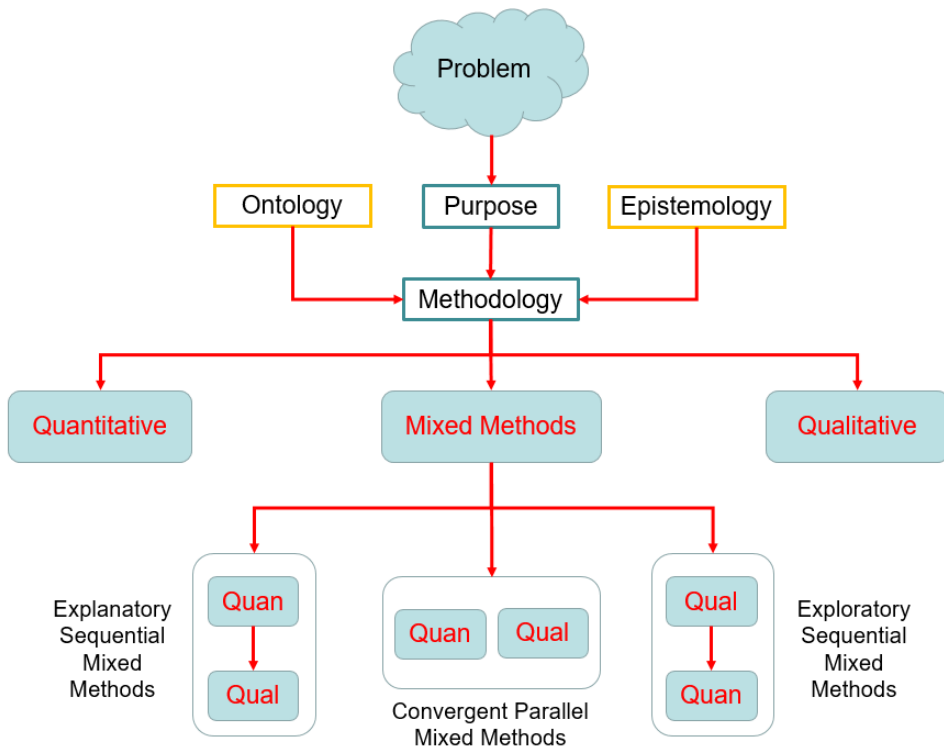 Problem
Ontology
Purpose
Epistemology
Methodology
Quantitative
Mixed Methods
Qualitative
Explanatory
Sequential
Mixed
Methods
Quan
Qual
Quan
Qual
Convergent Parallel
Mixed Methods
Qual
Quan
Exploratory
Sequential
Mixed
Methods